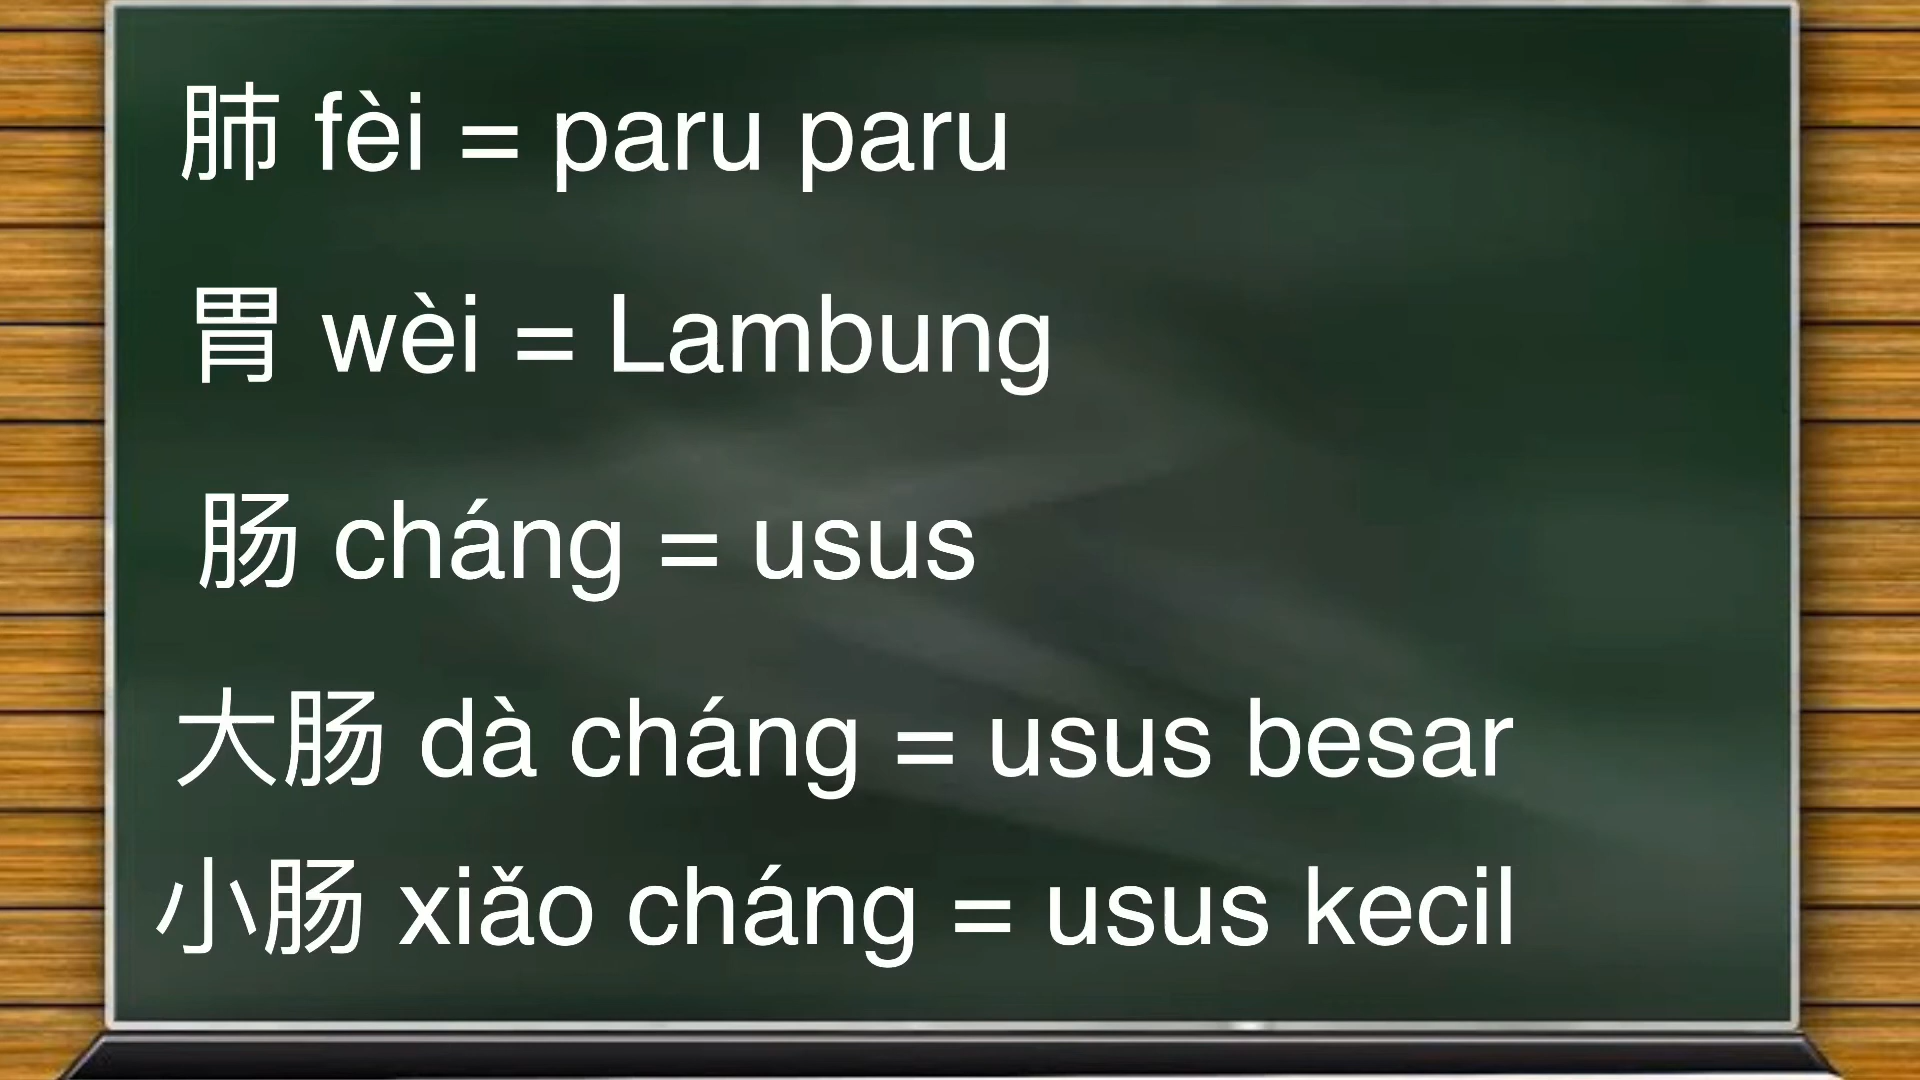 肺 fèi = paru paru
胃 wèi = Lambung
肠 cháng = usus
大肠 dà cháng = usus besar
小肠 xiǎo cháng = usus kecil